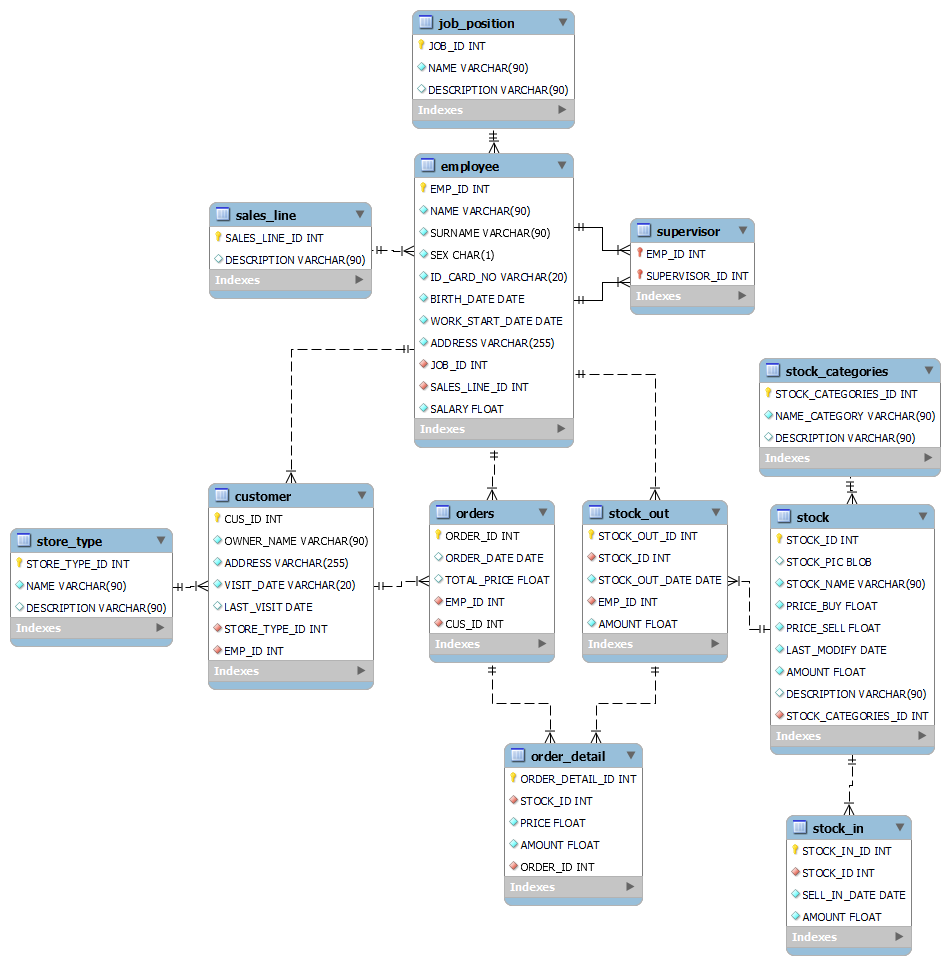 job_position
JOB_ID INT
NAME VARCHAR(90)
DESCRIPTION VARCHAR(90)
Indexes
employee
EMP_ID INT
NAME VARCHAR(90)
SURNAME VARCHAR(90)
SEX CHAR(1)
ID_CARD_NO VARCHAR(20)
BIRTH_DATE DATE
WORK_START_DATE DATE
ADDRESS VARCHAR(255)
JOB_ID INT
SALES_LINE_ID INT
SALARY FLOAT
Indexes
sales_line
SALES_LINE_ID INT
DESCRIPTION VARCHAR(90)
Indexes
supervisor
EMP_ID INT
SUPERVISOR_ID INT
Indexes
stock_categories
STOCK_CATEGORIES_ID INT
NAME_CATEGORY VARCHAR(90)
DESCRIPTION VARCHAR(90)
Indexes
store_type
STORE_TYPE_ID INT
NAME VARCHAR(90)
DESCRIPTION VARCHAR(90)
Indexes
customer
CUS_ID INT
OWNER_NAME VARCHAR(90)
ADDRESS VARCHAR(255)
VISIT_DATE VARCHAR(20)
LAST_VISIT DATE
STORE_TYPE_ID INT
EMP_ID INT
Indexes
orders
ORDER_ID INT
ORDER_DATE DATE
TOTAL_PRICE FLOAT
EMP_ID INT
CUS_ID INT
Indexes
stock_out
STOCK_OUT_ID INT
STOCK_ID INT
STOCK_OUT_DATE DATE
EMP_ID INT
AMOUNT FLOAT
Indexes
stock
STOCK_ID INT
STOCK_PIC BLOB
STOCK_NAME VARCHAR(90)
PRICE_BUY FLOAT
PRICE_SELL FLOAT
LAST_MODIFY DATE
AMOUNT FLOAT
DESCRIPTION VARCHAR(90)
STOCK_CATEGORIES_ID INT
Indexes
order_detail
ORDER_DETAIL_ID INT
STOCK_ID INT
PRICE FLOAT
AMOUNT FLOAT
ORDER_ID INT
Indexes
stock_in
STOCK_IN_ID INT
STOCK_ID INT
SELL_IN_DATE DATE
AMOUNT FLOAT
Indexes